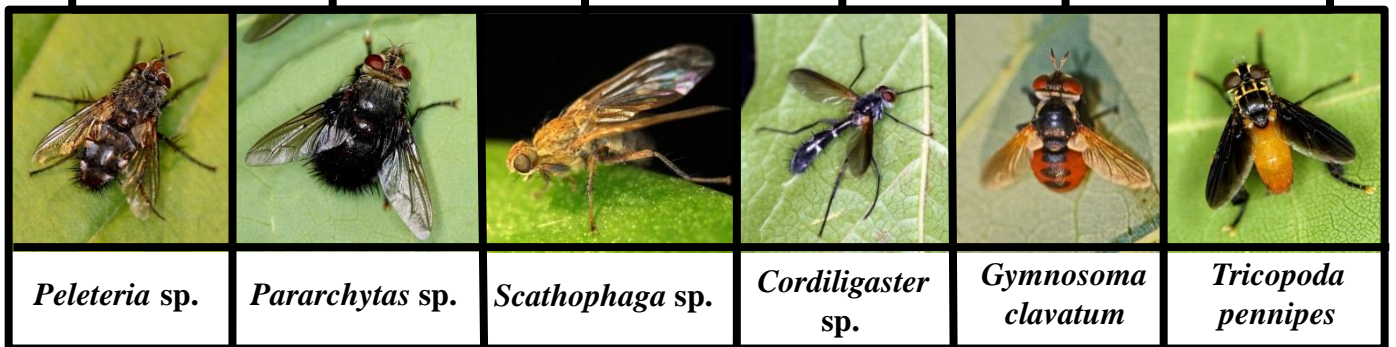 Peleteria sp.
Pararchytas sp.
Scathophaga sp.
Cordiligaster
sp.
Gymnosoma
clavatum
Tricopoda
pennipes